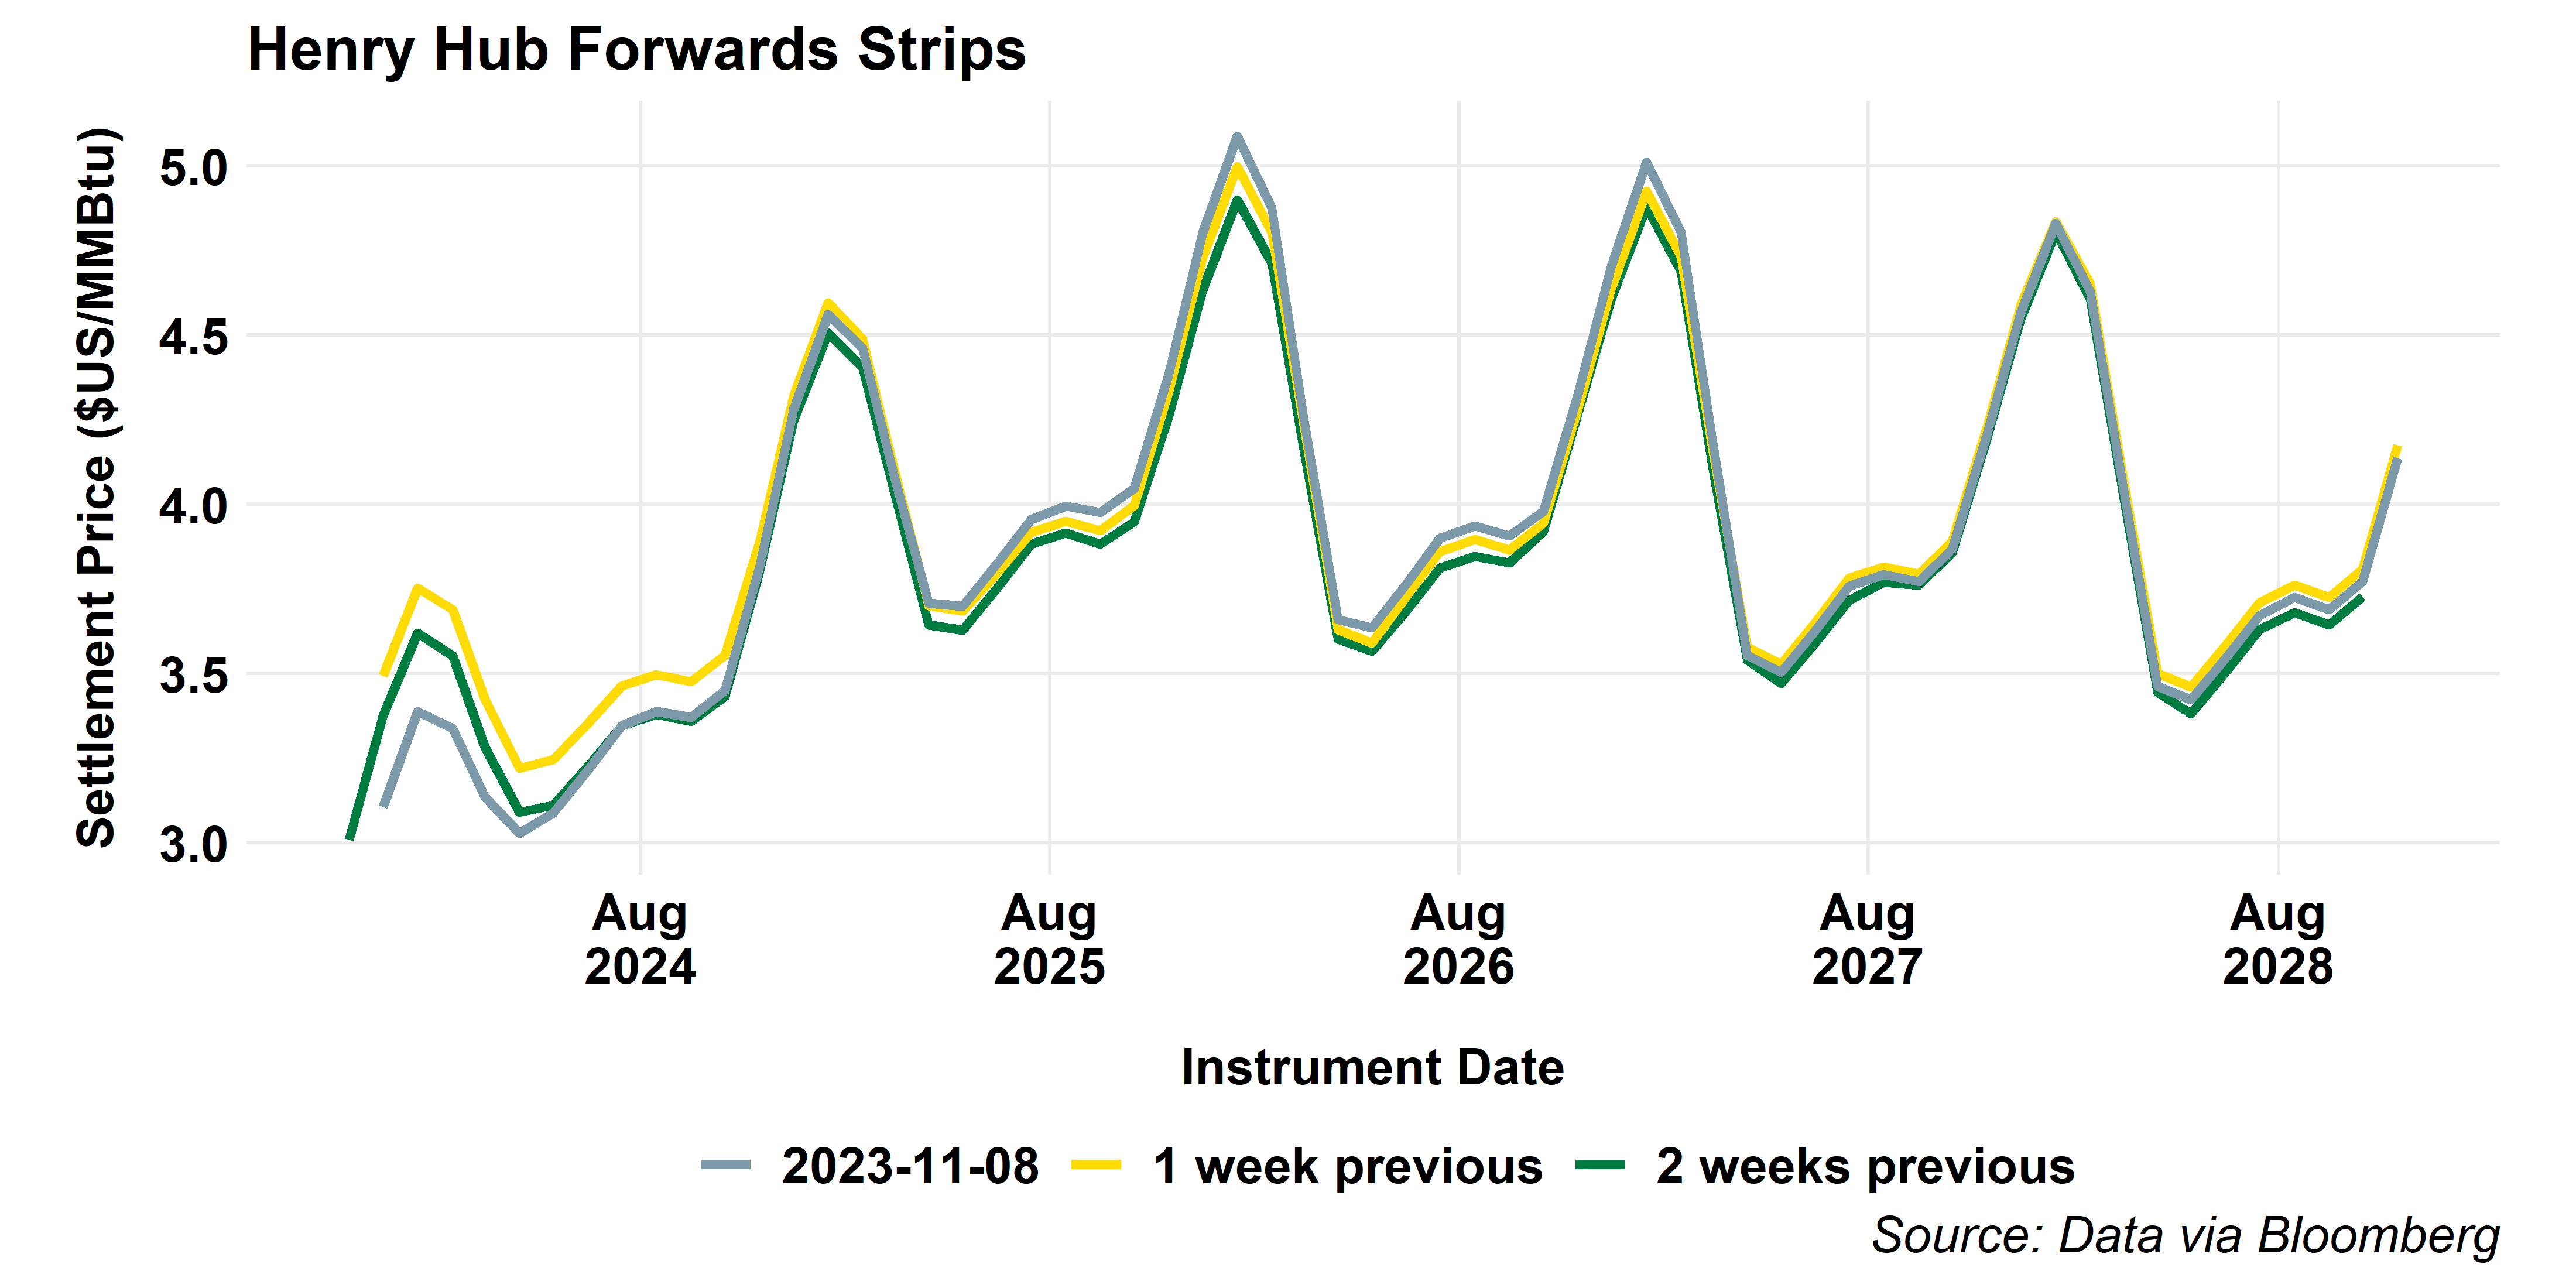 Henry Hub Forwards Strips
Settlement Price ($US/MMBtu)
5.0
4.5
4.0
3.5
3.0
Aug 2024
Aug 2025
Aug 2026
Aug 2027
Aug 2028
Instrument Date
2023-11-08
1 week previous
2 weeks previous
Source: Data via Bloomberg